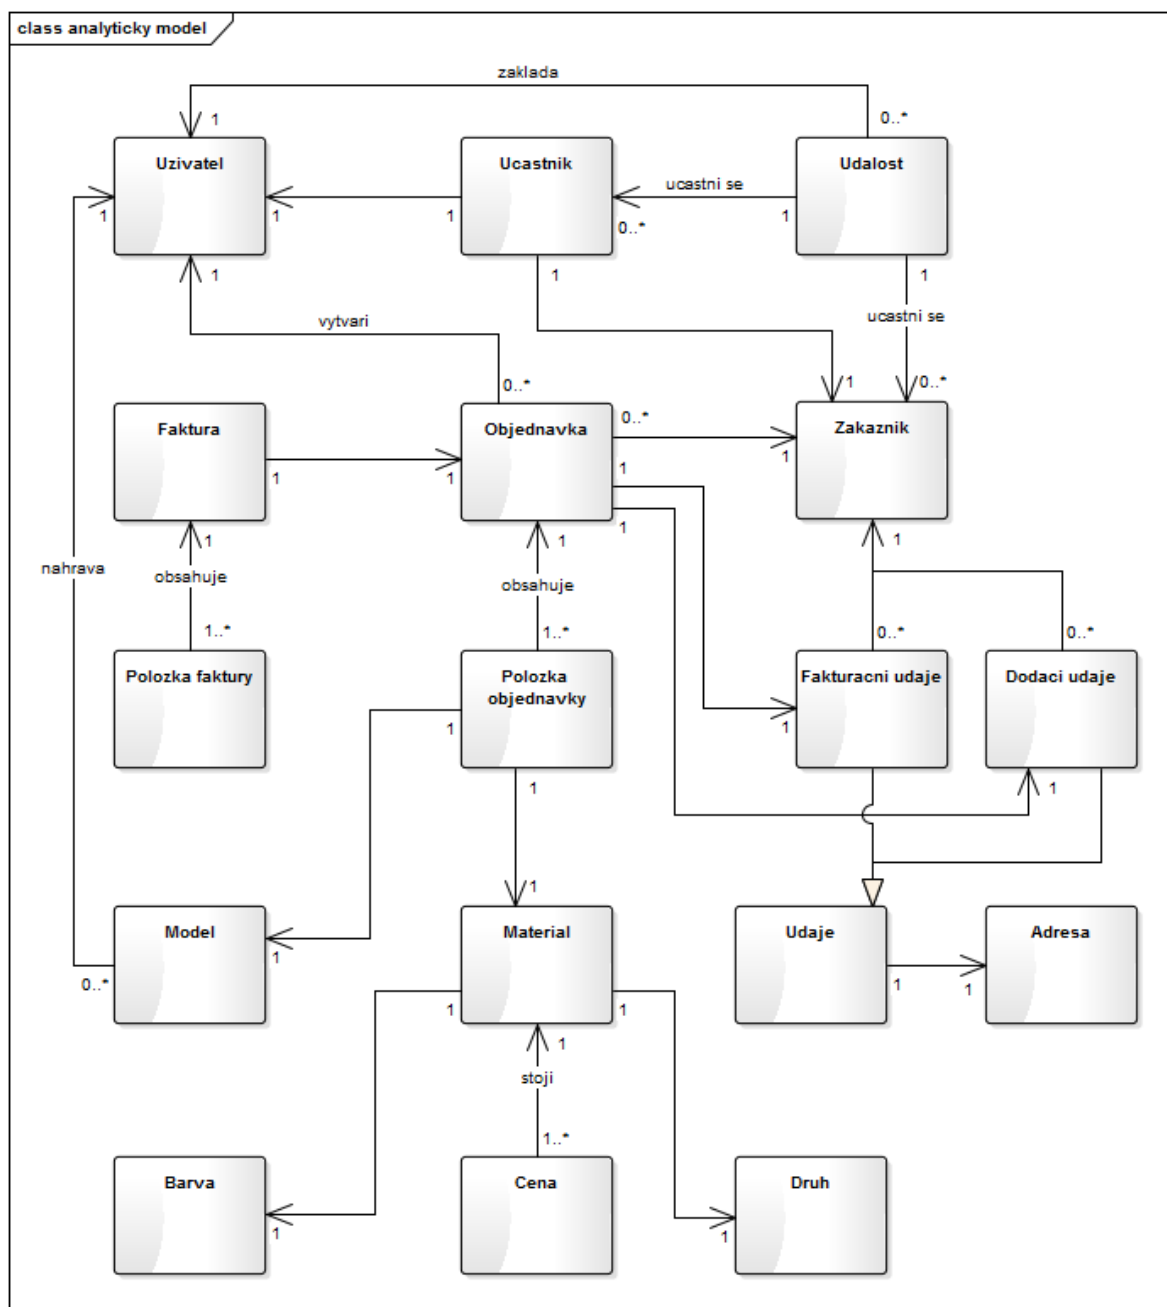 class analyticky model
zaklada
1
0..*
Uzivatel
Ucastnik
Udalost
ucastni se
1
1
1
0..*
1
1
1
1
vytvari
ucastni se
0..*
1
0..*
Faktura
Objednavka
0..*
Zakaznik
1
1
1
1
1
1
1
1
nahrava
obsahuje
obsahuje
1..*
1..*
0..*
0..*
Polozka faktury
Polozka
objednavky
Fakturacni udaje
Dodaci udaje
1
1
1
1
1
Model
Material
Udaje
Adresa
1
0..*
1
1
1
1
1
stoji
1..*
Barva
Cena
Druh
1
1